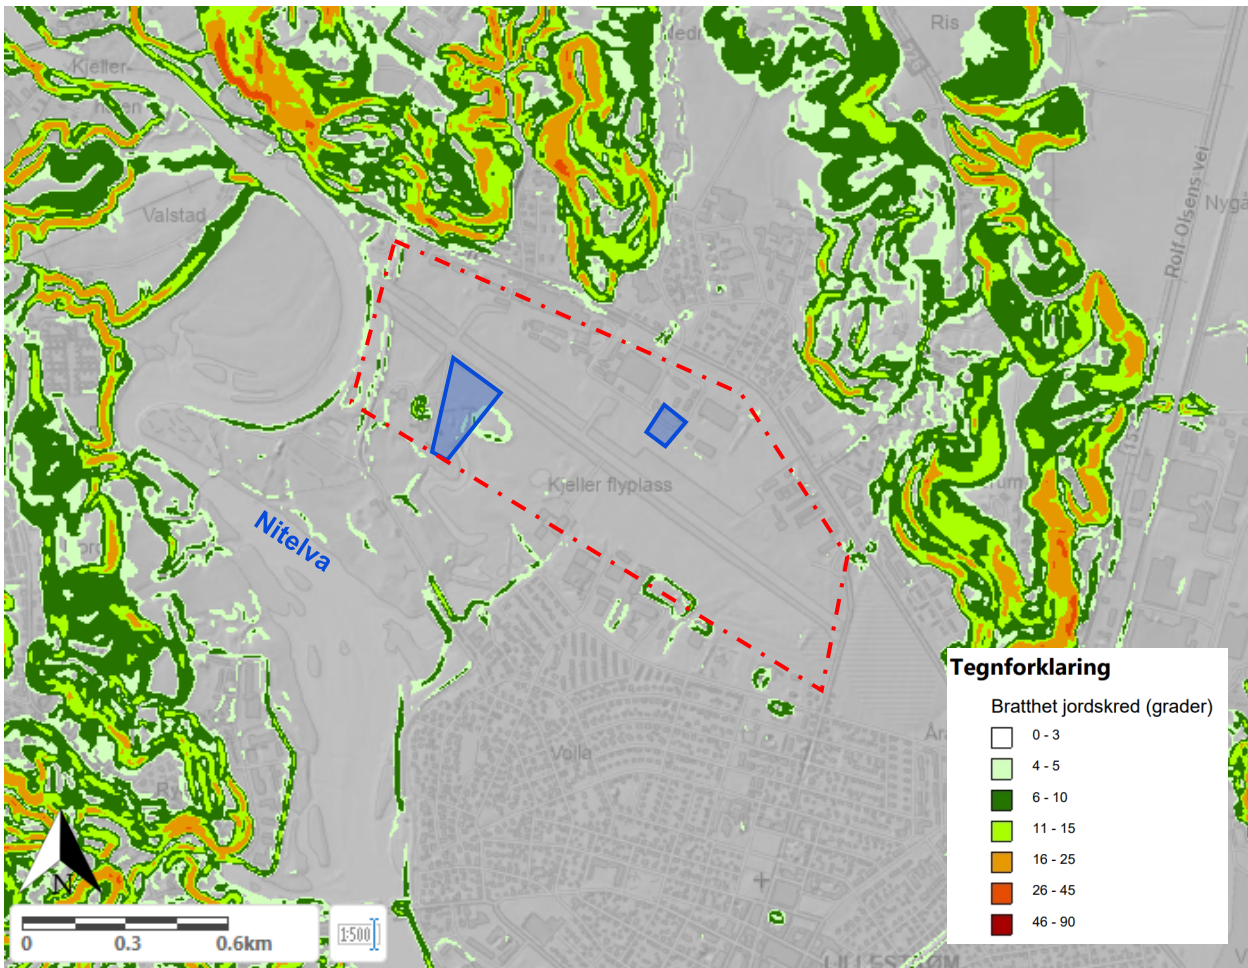 Ris
Kjeller-
Rolf Olsens vei
Valstad
Kjeller flyplass
Nitelva
Volla
Tegnforklaring
Bratthet jordskred (grader)
0 - 3
4 - 5
6 - 10
11 - 15
16 - 25
26 - 45
46 - 90
N
0 0.3 0.6km
1:500
LILLESTRØM